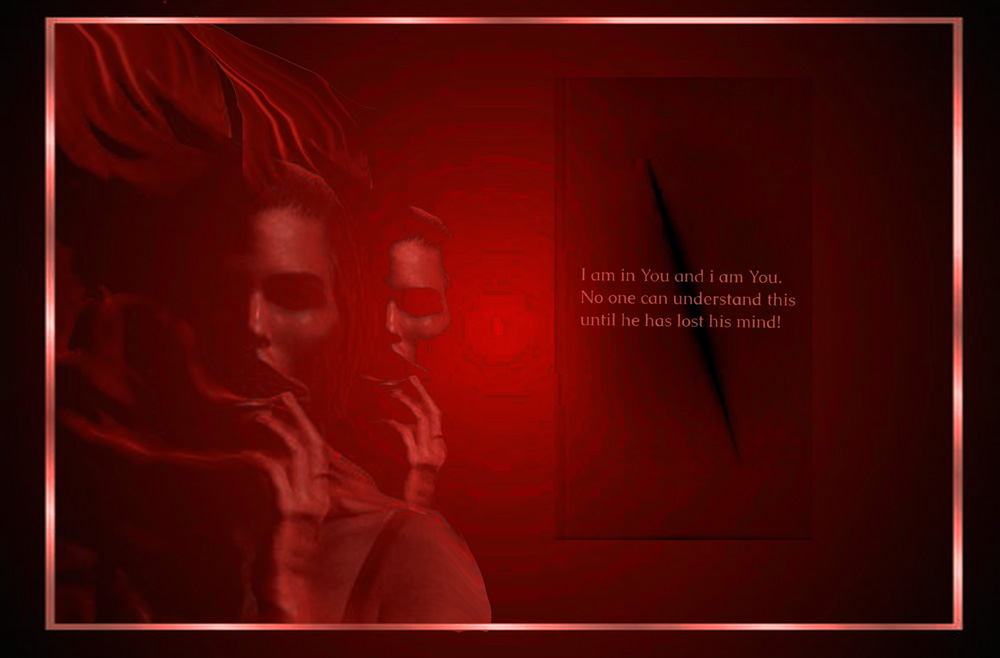 I am in You and i am You.
No one can understand this
until he has lost his mind!